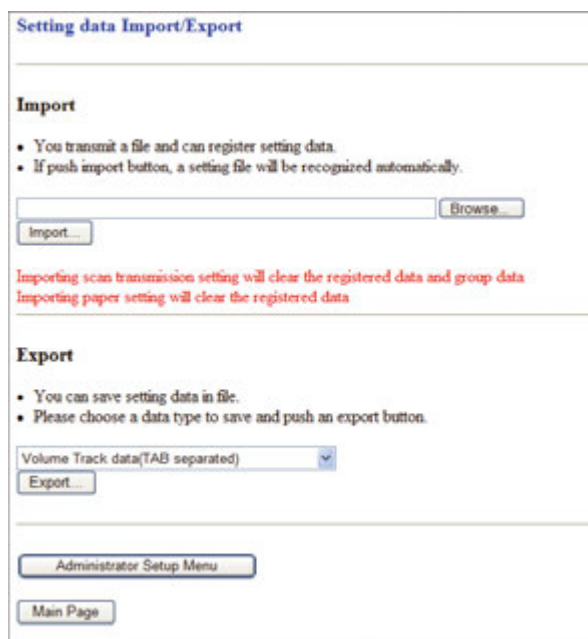 Setting data Import/Export
Import
• You transmit a file and can register setting data.
• If push import button, a setting file will be recognized automatically.
Browse...
Import...
Importing scan transmission setting will clear the registered data and group data
Importing paper setting will clear the registered data
Export
• You can save setting data in file.
• Please choose a data type to save and push an export button.
Volume Track data(TAB separated)
Export...
Administrator Setup Menu
Main Page